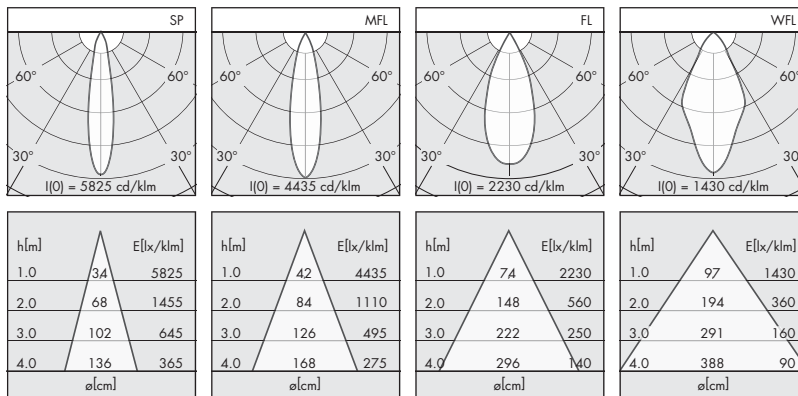 SP
60° 60°
30° 30°
I(0) = 5825 cd/klm
MFL
60° 60°
30° 30°
I(0) = 4435 cd/klm
FL
60° 60°
30° 30°
I(0) = 2230 cd/klm
WFL
60° 60°
30° 30°
I(0) = 1430 cd/klm
h[m] E[lx/klm]
1.0 34 5825
2.0 68 1455
3.0 102 645
4.0 136 365
ø[cm]
h[m] E[lx/klm]
1.0 42 4435
2.0 84 1110
3.0 126 495
4.0 168 275
ø[cm]
h[m] E[lx/klm]
1.0 74 2230
2.0 148 560
3.0 222 250
4.0 296 140
ø[cm]
h[m] E[lx/klm]
1.0 97 1430
2.0 194 360
3.0 291 160
4.0 388 90
ø[cm]